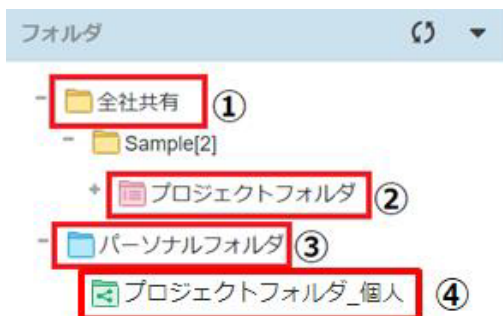 フォルダ
全社共有 ①
Sample[2]
プロジェクトフォルダ ②
パーソナルフォルダ ③
プロジェクトフォルダ_個人 ④